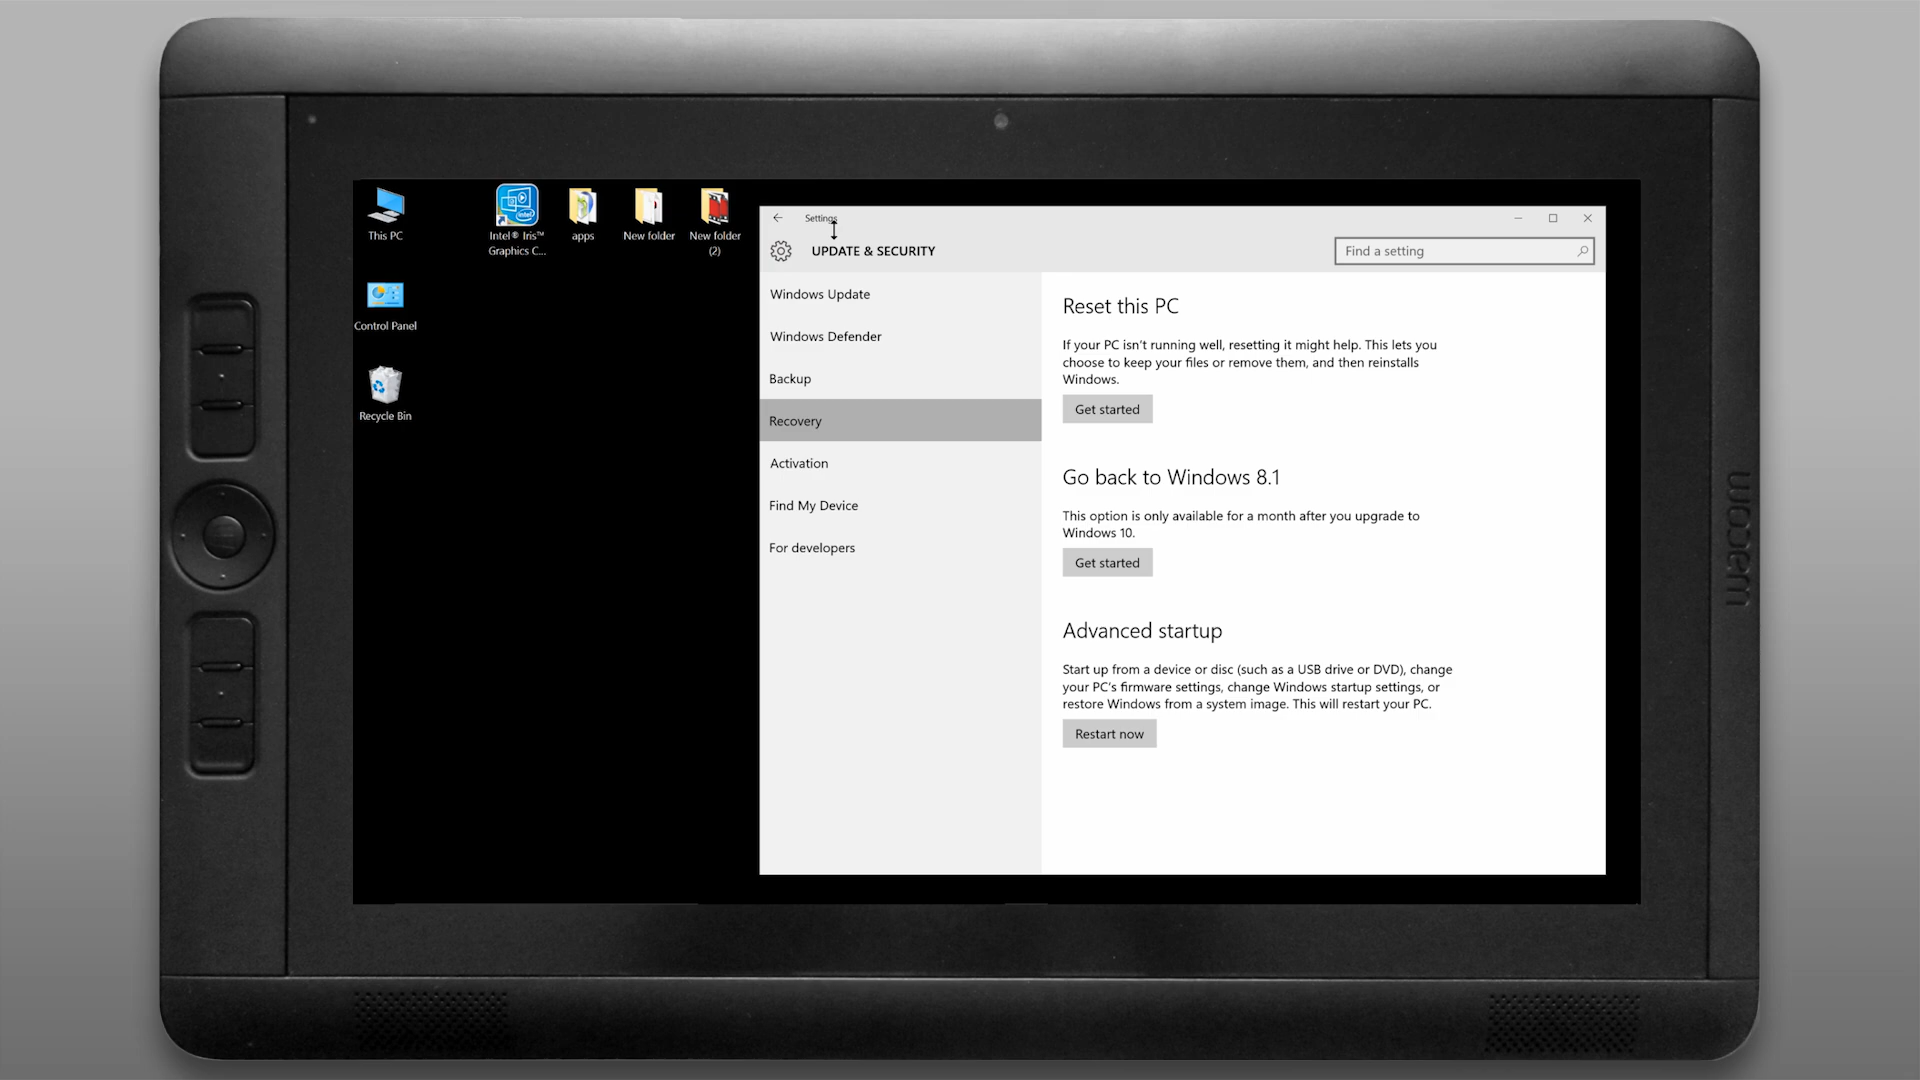 This PC
Intel® Iris™
Graphics C...
apps
New folder
New folder
(2)
Control Panel
Recycle Bin
Settings
UPDATE & SECURITY
Find a setting
Windows Update
Windows Defender
Backup
Recovery
Activation
Find My Device
For developers
Reset this PC
If your PC isn't running well, resetting it might help. This lets you
choose to keep your files or remove them, and then reinstalls
Windows.
Get started
Go back to Windows 8.1
This option is only available for a month after you upgrade to
Windows 10.
Get started
Advanced startup
Start up from a device or disc (such as a USB drive or DVD), change
your PC's firmware settings, change Windows startup settings, or
restore Windows from a system image. This will restart your PC.
Restart now
wacom